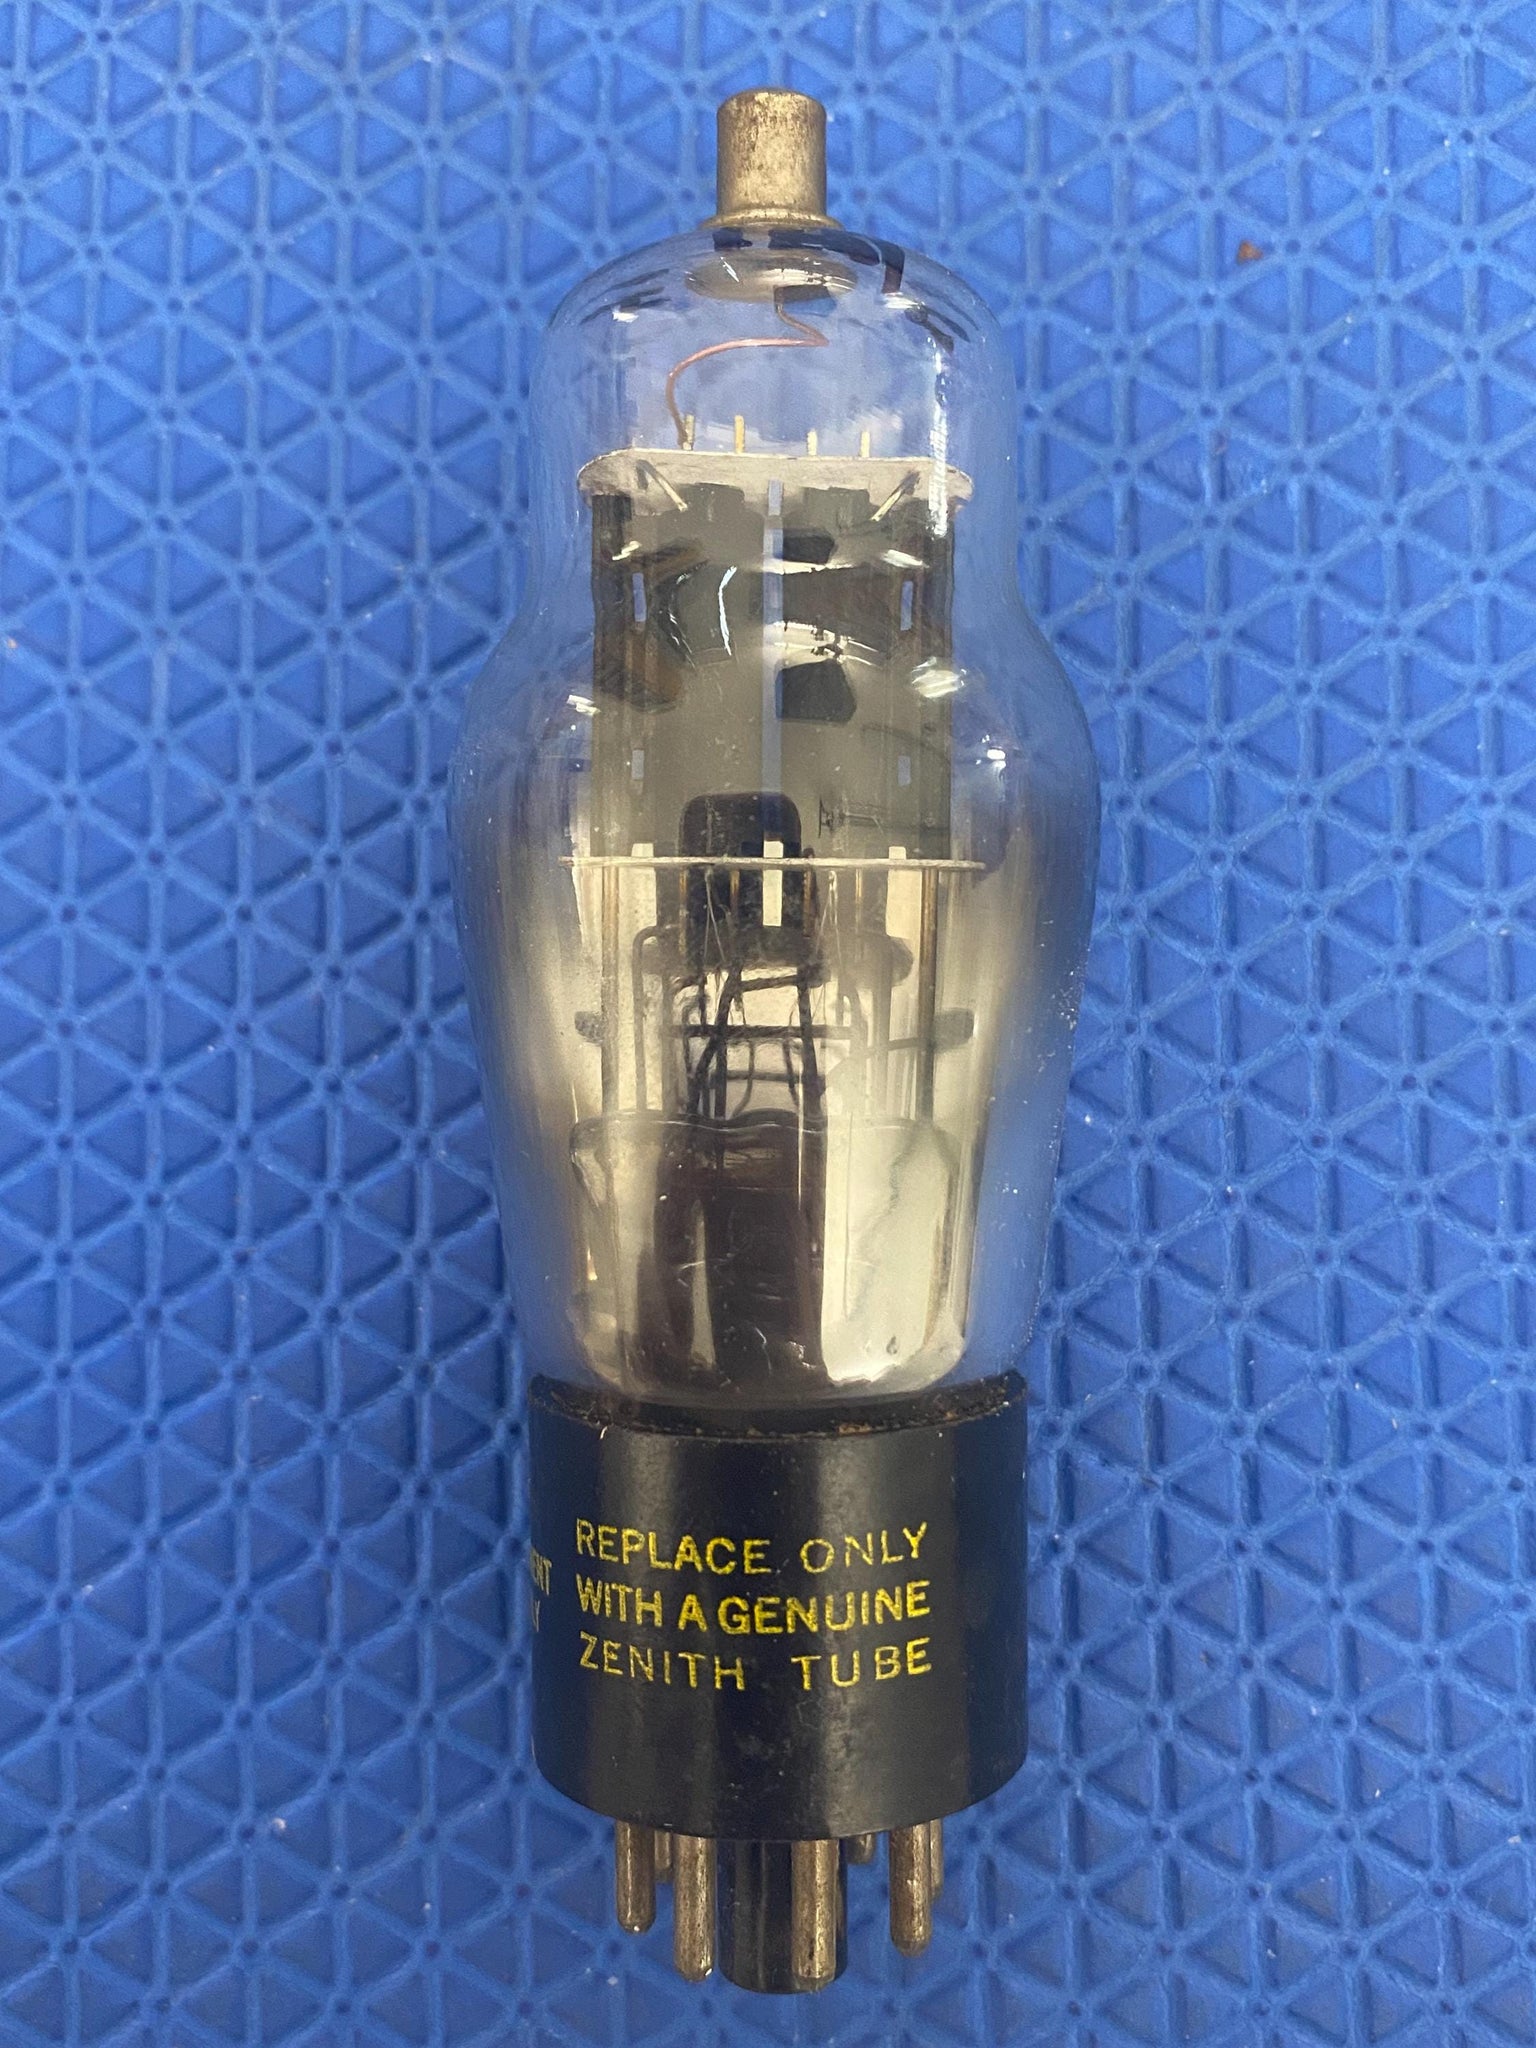 REPLACE ONLY
WITH A GENUINE
ZENITH TUBE